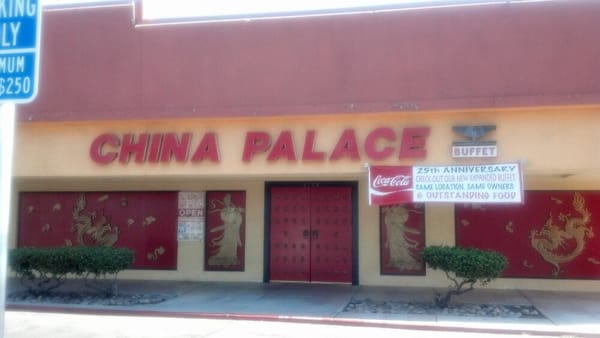 KING
LY
MUM
$250
CHINA PALACE
BUFFET
Coca-Cola
29th ANNIVERSARY
CHECK OUT OUR NEW EXPANDED BUFFET
SAME LOCATION, SAME OWNERS
& OUTSTANDING FOOD
OPEN